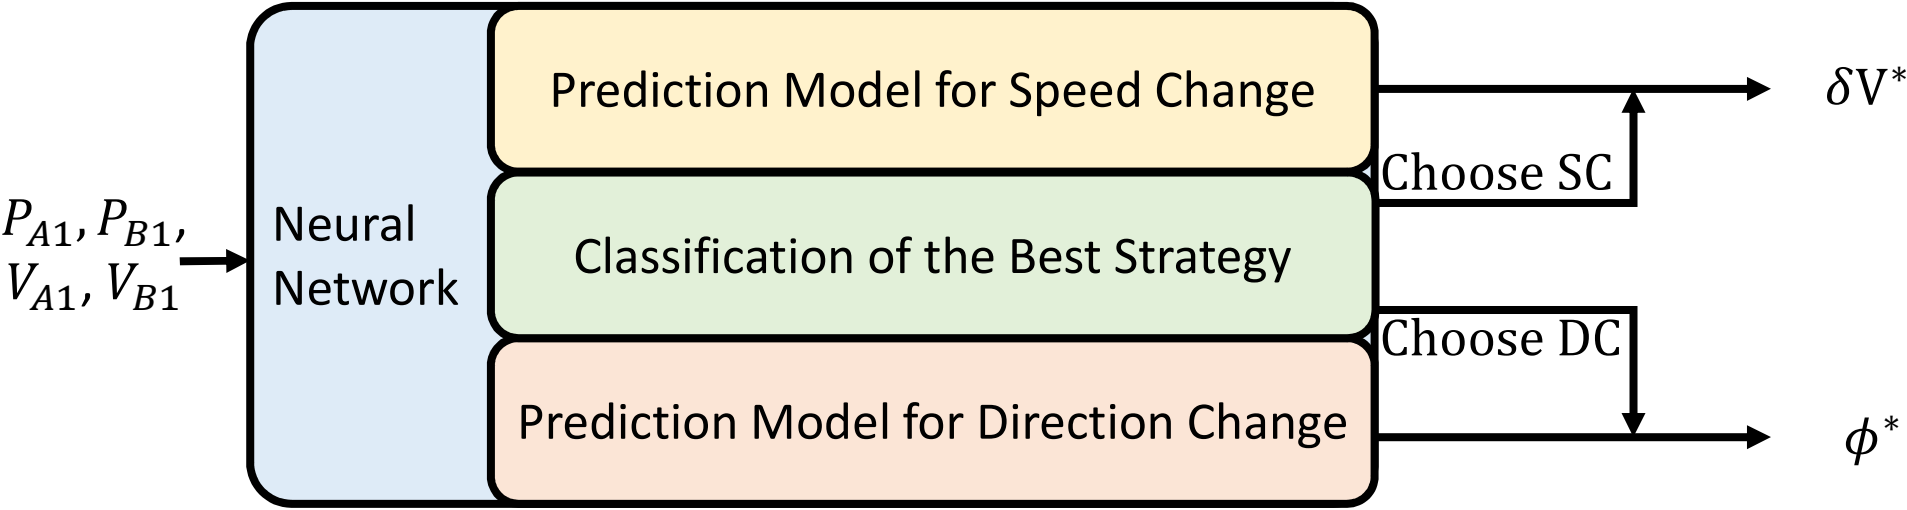 Prediction Model for Speed Change
δV*
Choose SC
P_{A1}, P_{B1},
V_{A1}, V_{B1}
Neural
Network
Classification of the Best Strategy
Choose DC
Prediction Model for Direction Change
ϕ*